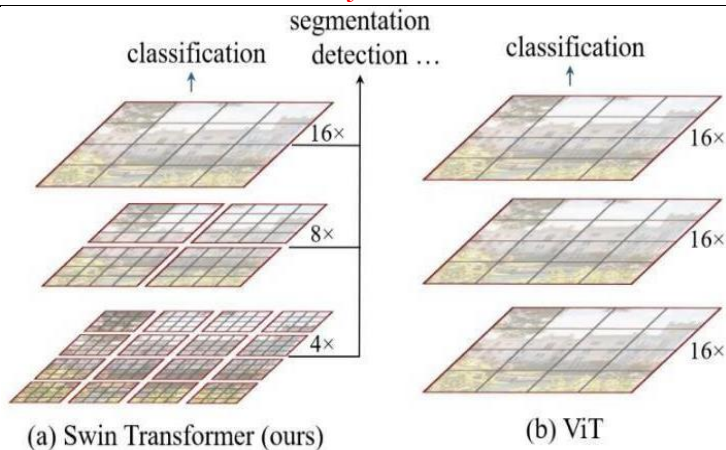 segmentation
classification
detection …
16×
8×
4×
(a) Swin Transformer (ours)
classification
16×
16×
16×
(b) ViT